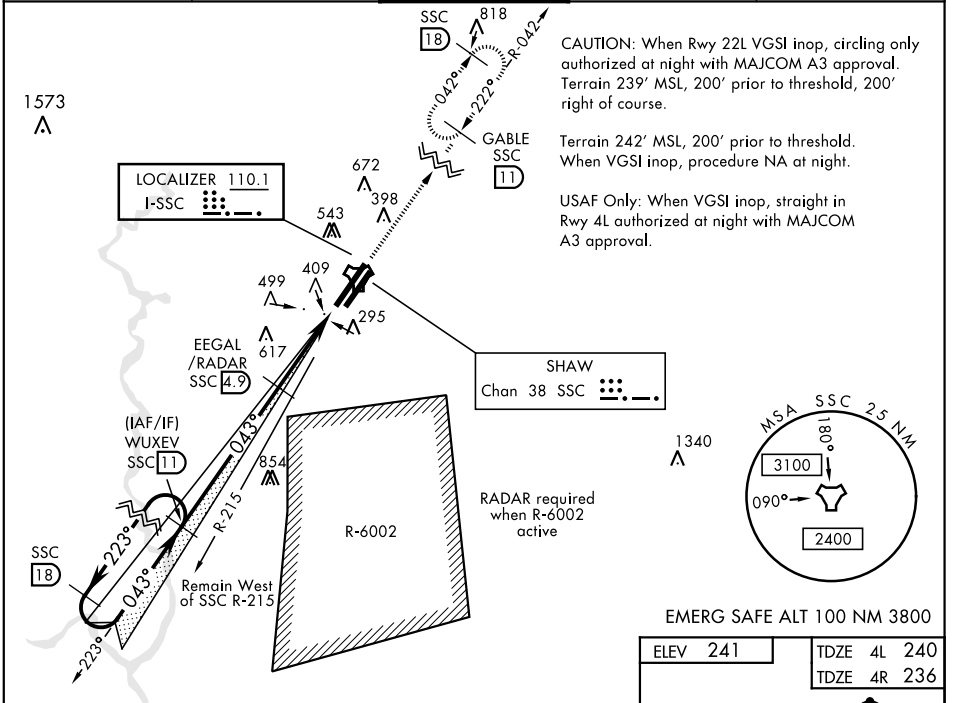 SSC
18
818
R-042
042°
222°
GABLE
SSC
11
CAUTION: When Rwy 22L VGSI inop, circling only
authorized at night with MAJCOM A3 approval.
Terrain 239' MSL, 200' prior to threshold, 200'
right of course.
Terrain 242' MSL, 200' prior to threshold.
When VGSI inop, procedure NA at night.
USAF Only: When VGSI inop, straight in
Rwy 4L authorized at night with MAJCOM
A3 approval.
1573
LOCALIZER 110.1
I-SSC
672
398
543
409
499
295
617
EEGAL
/RADAR
SSC 4.9
SHAW
Chan 38 SSC
(IAF/IF)
WUXEV
SSC 11
043°
854
R-215
1340
RADAR required
when R-6002
active
R-6002
MSA SSC 25 NM
180°
3100
090°
2400
223°
SSC
18
043°
Remain West
of SSC R-215
223°
EMERG SAFE ALT 100 NM 3800
ELEV 241
TDZE 4L 240
TDZE 4R 236